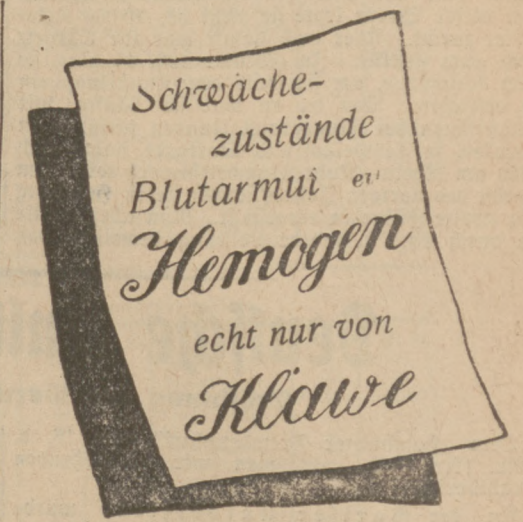 Schwäche-
zustände
Blutarmut
Hemogen
echt nur von
Klawe